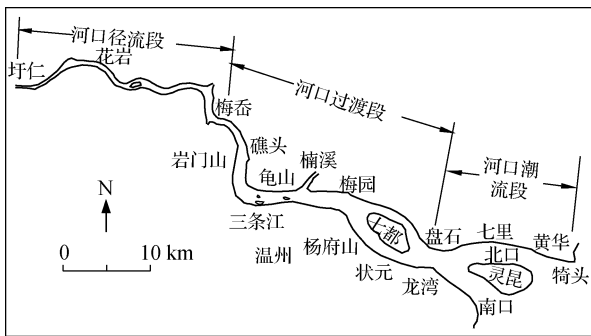 河口径流段
花岩
圩仁
梅岙
河口过渡段
岩门山
礁头
楠溪
龟山
梅园
河口潮
流段
N
三条江
七都
盘石
七里
黄华
0 10 km
温州
杨府山
北口
灵昆
状元
龙湾
犄头
南口